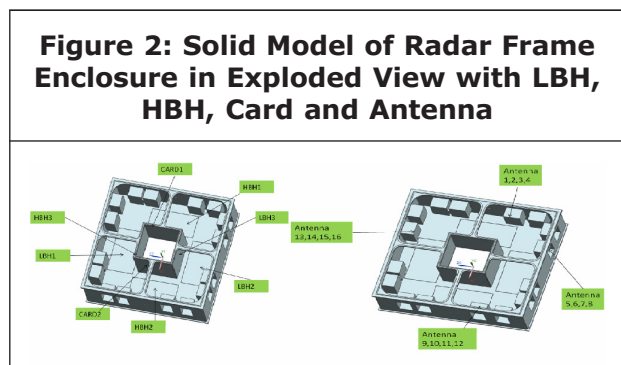 Figure 2: Solid Model of Radar Frame
Enclosure in Exploded View with LBH,
HBH, Card and Antenna
CARD1
HBH1
HBH3
LBH3
LBH1
LBH2
CARD2
HBH2
Antenna
1,2,3,4
Antenna
13,14,15,16
Antenna
5,6,7,8
Antenna
9,10,11,12